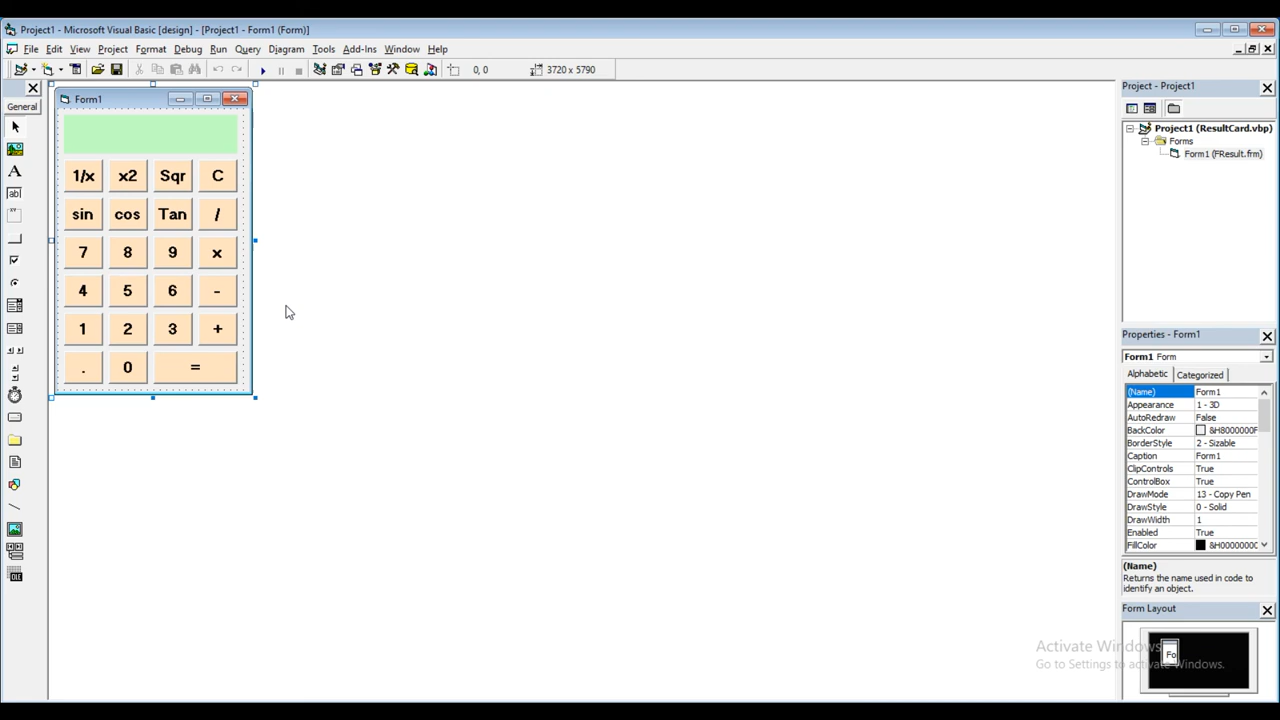 Project1 - Microsoft Visual Basic [design] - [Project1 - Form1 (Form)]
File Edit View Project Format Debug Run Query Diagram Tools Add-Ins Window Help
0, 0 3720 x 5790
General
Form1
1/x x2 Sqr C
sin cos Tan /
7 8 9 x
4 5 6 -
1 2 3 +
. 0 =
Project - Project1
Project1 (ResultCard.vbp)
Forms
Form1 (FResult.frm)
Properties - Form1
Form1 Form
Alphabetic Categorized
(Name) Form1
Appearance 1 - 3D
AutoRedraw False
BackColor &H8000000F
BorderStyle 2 - Sizable
Caption Form1
ClipControls True
ControlBox True
DrawMode 13 - Copy Pen
DrawStyle 0 - Solid
DrawWidth 1
Enabled True
FillColor &H0000000C
(Name)
Returns the name used in code to
identify an object.
Form Layout
Fo
Activate Windows
Go to Settings to activate Windows.